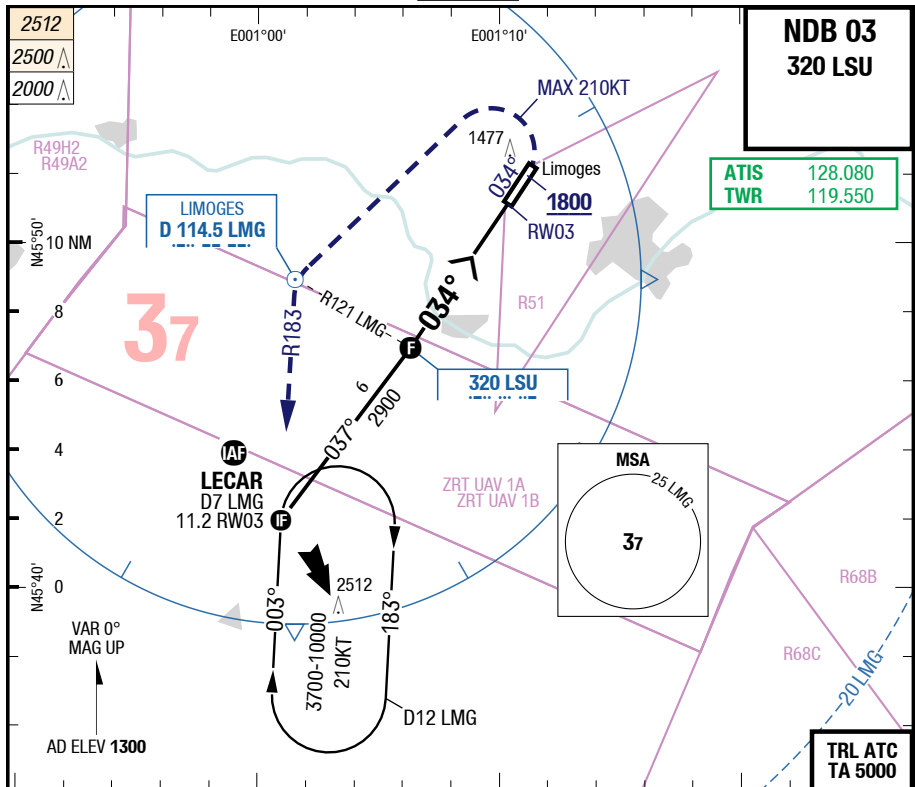 2512
2500
2000
E001°00'
E001°10'
NDB 03
320 LSU
MAX 210KT
1477
R49H2
R49A2
034°
Limoges
ATIS 128.080
TWR 119.550
LIMOGES
D 114.5 LMG
1800
RW03
N45°50'
10 NM
37
R183
R121 LMG
034°
R51
8
F
6
320 LSU
6
2900
037°
4
IAF
LECAR
D7 LMG
11.2 RW03
ZRT UAV 1A
ZRT UAV 1B
MSA
25 LMG
37
2
IF
N45°40'
0
2512
003°
183°
3700-10000
210KT
R68B
R68C
VAR 0°
MAG UP
20 LMG
D12 LMG
AD ELEV 1300
TRL ATC
TA 5000